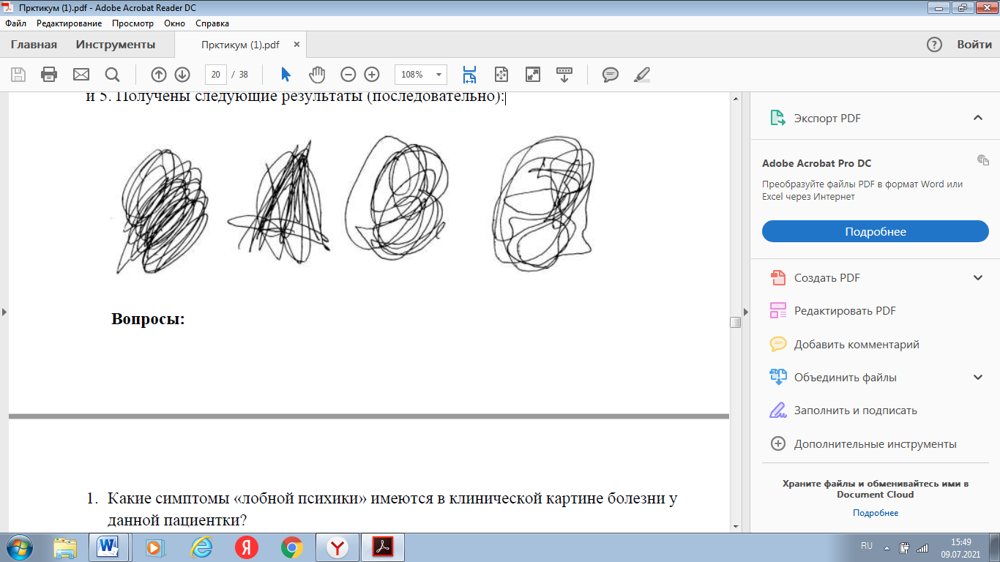 Прктикум (1).pdf - Adobe Acrobat Reader DC
Файл Редактирование Просмотр Окно Справка
Главная Инструменты Прктикум (1).pdf × ? Войти
20 / 38 108%
и 5. Получены следующие результаты (последовательно):
Вопросы:
1. Какие симптомы «лобной психики» имеются в клинической картине болезни у
данной пациентки?
Экспорт PDF
Adobe Acrobat Pro DC
Преобразуйте файлы PDF в формат Word или
Excel через Интернет
Подробнее
Создать PDF
Редактировать PDF
Добавить комментарий
Объединить файлы
Заполнить и подписать
Дополнительные инструменты
Храните файлы и обменивайтесь ими в
Document Cloud
Подробнее
RU 15:49
09.07.2021